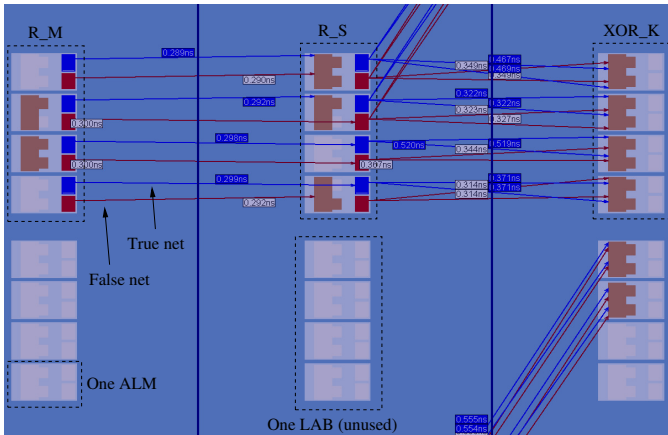 R_M
R_S
XOR_K
0.289ns
0.467ns
0.349ns
0.469ns
0.349ns
0.290ns
0.292ns
0.322ns
0.322ns
0.323ns
0.327ns
0.300ns
0.298ns
0.520ns
0.519ns
0.344ns
0.300ns
0.307ns
0.299ns
0.371ns
0.314ns
0.371ns
0.314ns
0.292ns
True net
False net
One ALM
One LAB (unused)
0.555ns
0.554ns